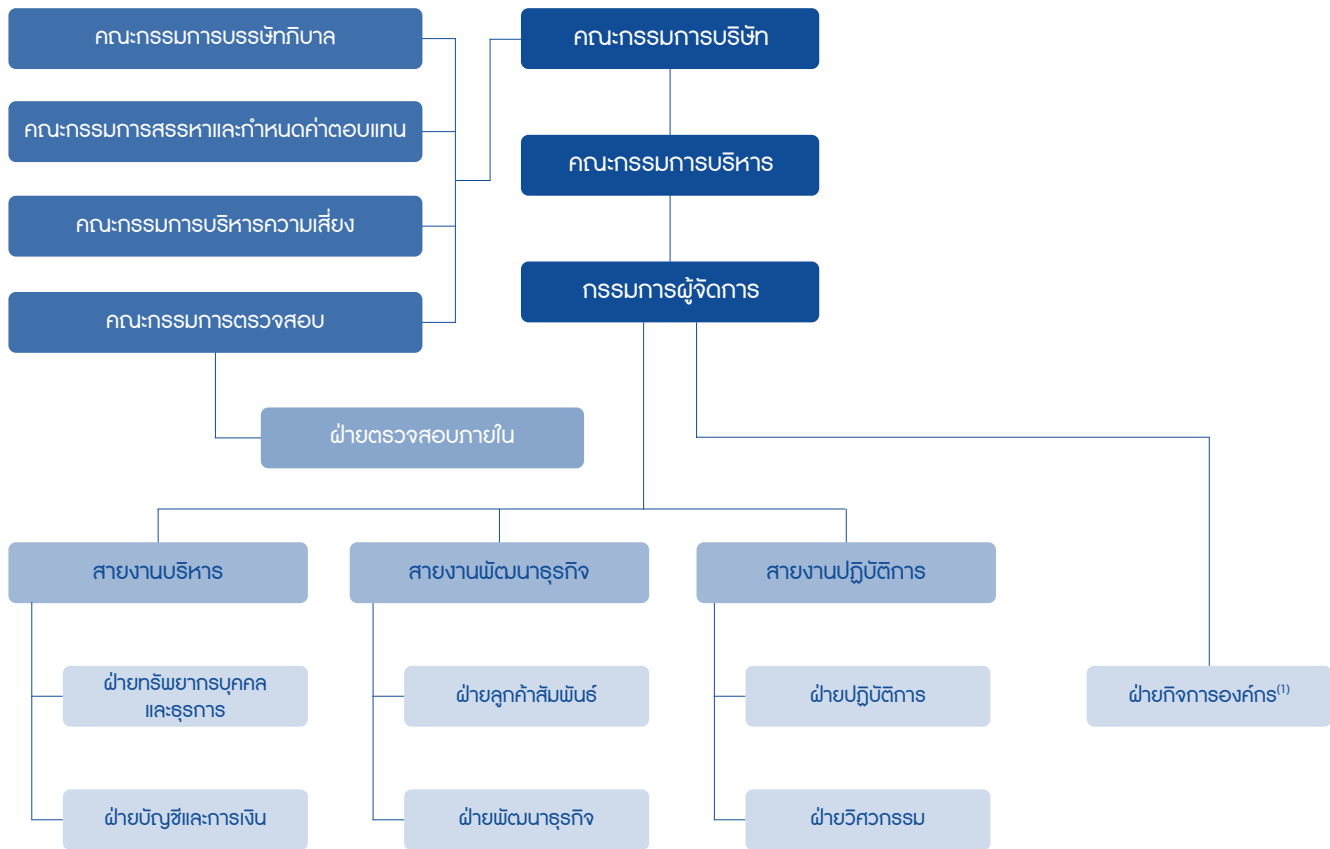 คณะกรรมการบรรษัทภิบาล
คณะกรรมการบริษัท
คณะกรรมการสรรหาและกำหนดค่าตอบแทน
คณะกรรมการบริหาร
คณะกรรมการบริหารความเสี่ยง
กรรมการผู้จัดการ
คณะกรรมการตรวจสอบ
ฝ่ายตรวจสอบภายใน
สายงานบริหาร
สายงานพัฒนาธุรกิจ
สายงานปฏิบัติการ
ฝ่ายทรัพยากรบุคคล
และธุรการ
ฝ่ายลูกค้าสัมพันธ์
ฝ่ายปฏิบัติการ
ฝ่ายกิจการองค์กร(1)
ฝ่ายบัญชีและการเงิน
ฝ่ายพัฒนาธุรกิจ
ฝ่ายวิศวกรรม